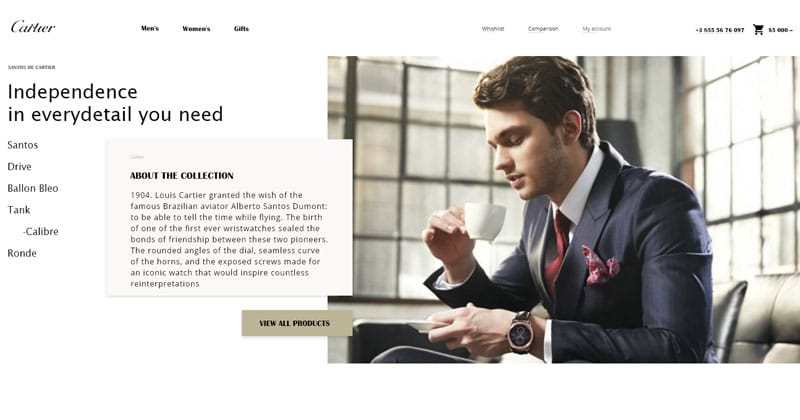 Cartier
Men's Women's Gifts
Whishlist Comparison My account
+3 855 56 76 097 $5 000
SANTOS DE CARTIER
Independence
in everydetail you need
Santos
Drive
Ballon Bleo
Tank
-Calibre
Ronde
Cartier
ABOUT THE COLLECTION
1904. Louis Cartier granted the wish of the
famous Brazilian aviator Alberto Santos Dumont:
to be able to tell the time while flying. The birth
of one of the first ever wristwatches sealed the
bonds of friendship between these two pioneers.
The rounded angles of the dial, seamless curve
of the horns, and the exposed screws made for
an iconic watch that would inspire countless
reinterpretations
VIEW ALL PRODUCTS